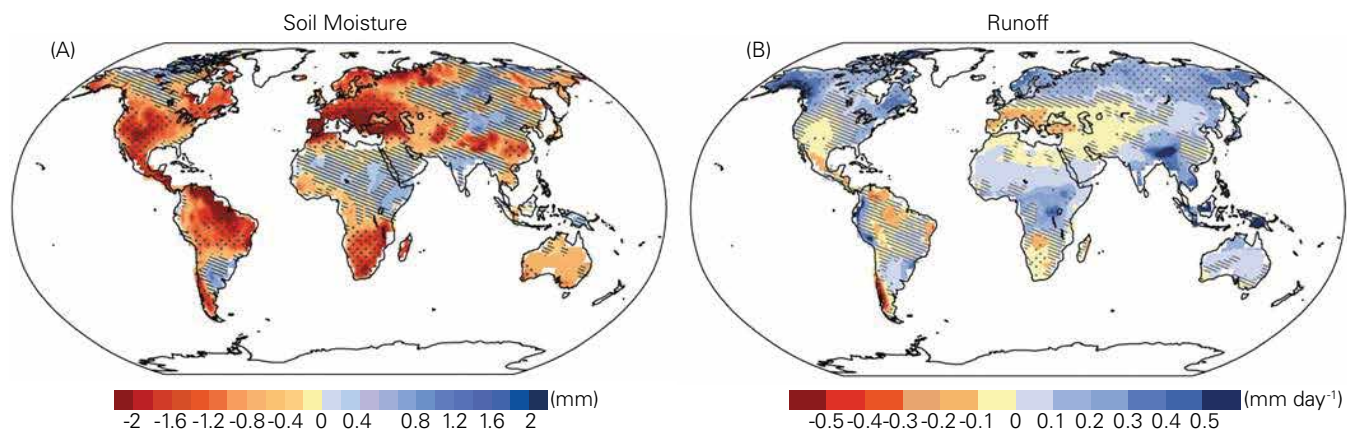 Soil Moisture
(A)
-2 -1.6 -1.2 -0.8 -0.4 0 0.4 0.8 1.2 1.6 2 (mm)
Runoff
(B)
-0.5 -0.4 -0.3 -0.2 -0.1 0 0.1 0.2 0.3 0.4 0.5 (mm day⁻¹)